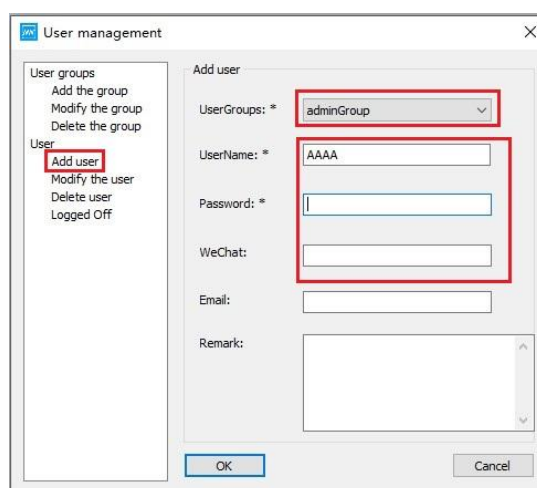 User management
User groups
Add the group
Modify the group
Delete the group
User
Add user
Modify the user
Delete user
Logged Off
Add user
UserGroups: * adminGroup
UserName: * AAAA
Password: *
WeChat:
Email:
Remark:
OK Cancel